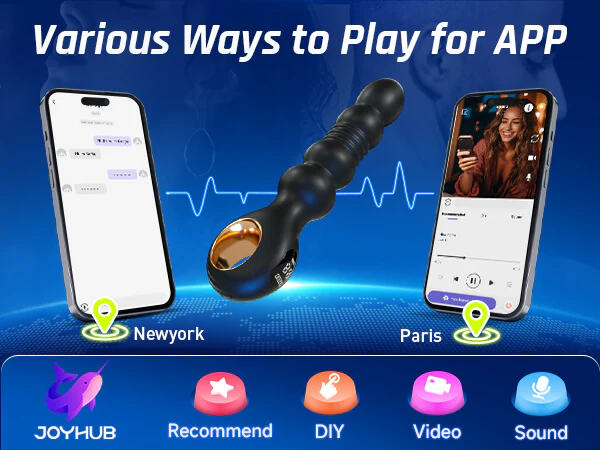 Various Ways to Play for APP
Newyork
Paris
JOYHUB
Recommend
DIY
Video
Sound